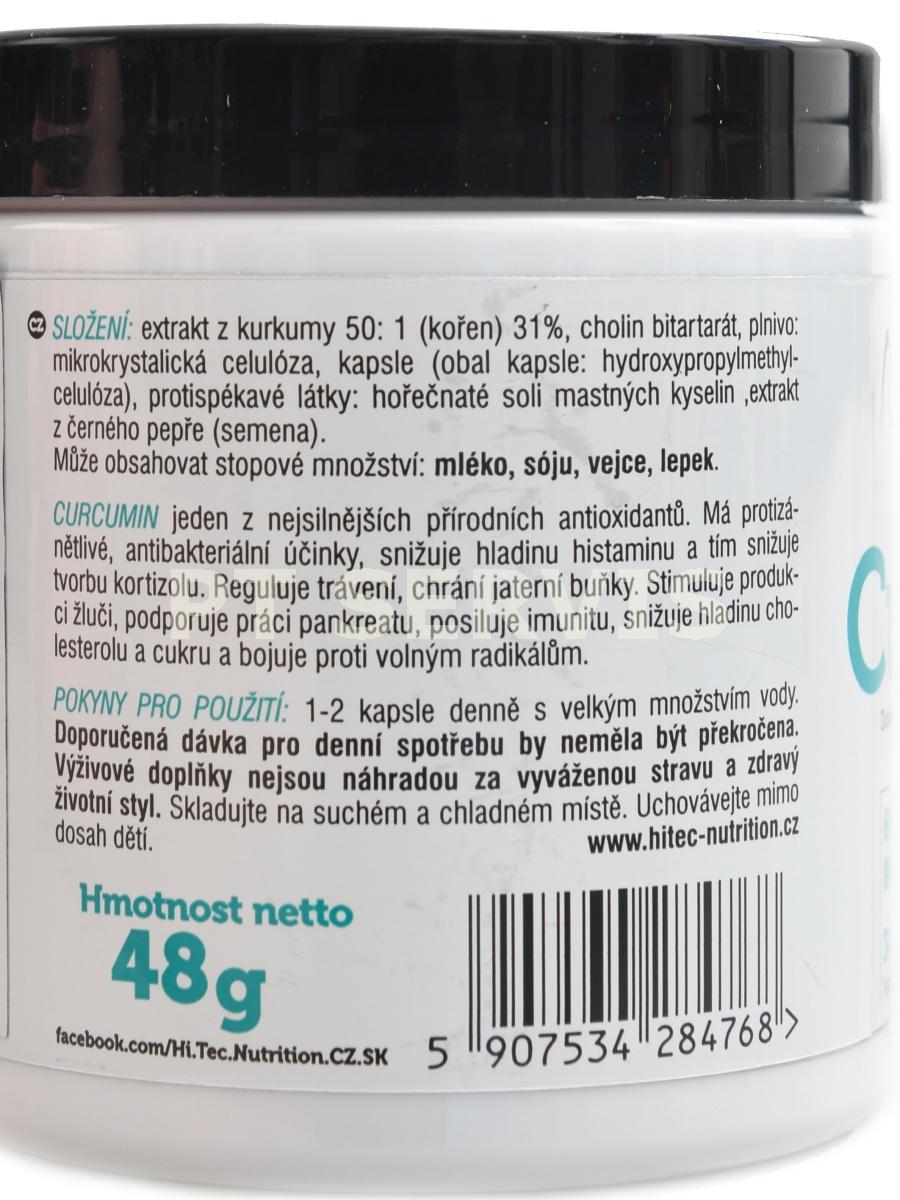 CZ SLOŽENÍ: extrakt z kurkumy 50: 1 (kořen) 31%, cholin bitartarát, plnivo:
mikrokrystalická celulóza, kapsle (obal kapsle: hydroxypropylmethyl-
celulóza), protispékavé látky: hořečnaté soli mastných kyselin ,extrakt
z černého pepře (semena).
Může obsahovat stopové množství: mléko, sóju, vejce, lepek.
CURCUMIN jeden z nejsilnějších přírodních antioxidantů. Má protizá-
nětlivé, antibakteriální účinky, snižuje hladinu histaminu a tím snižuje
tvorbu kortizolu. Reguluje trávení, chrání jaterní buňky. Stimuluje produk-
ci žluči, podporuje práci pankreatu, posiluje imunitu, snižuje hladinu cho-
lesterolu a cukru a bojuje proti volným radikálům.
PT SERVIS
POKYNY PRO POUŽITÍ: 1-2 kapsle denně s velkým množstvím vody.
Doporučená dávka pro denní spotřebu by neměla být překročena.
Výživové doplňky nejsou náhradou za vyváženou stravu a zdravý
životní styl. Skladujte na suchém a chladném místě. Uchovávejte mimo
dosah dětí.
www.hitec-nutrition.cz
Hmotnost netto
48g
facebook.com/Hi.Tec.Nutrition.CZ.SK
5 907534 284768 >